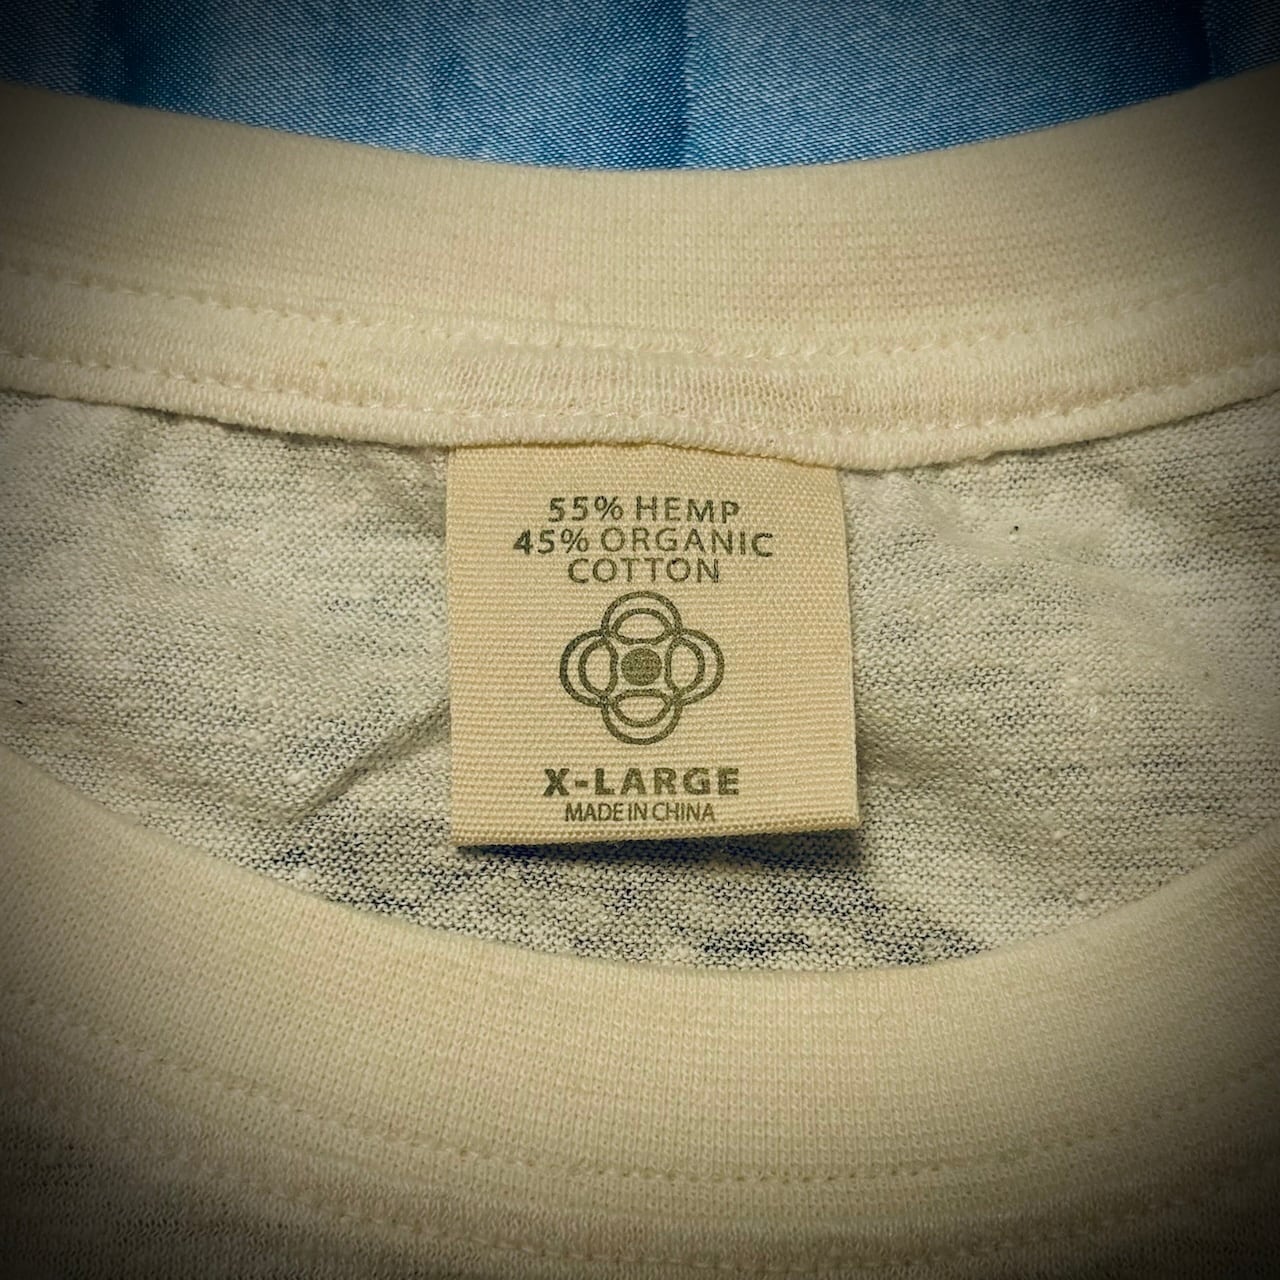 55% HEMP
45% ORGANIC
COTTON
X-LARGE
MADE IN CHINA